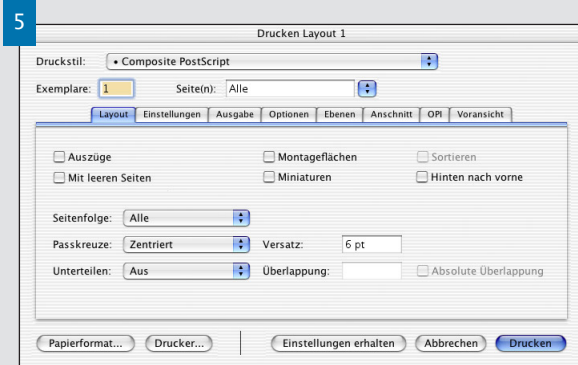 5
Drucken Layout 1
Druckstil: • Composite PostScript
Exemplare: 1 Seite(n): Alle
Layout Einstellungen Ausgabe Optionen Ebenen Anschnitt OPI Voransicht
Auszüge Montageflächen Sortieren
Mit leeren Seiten Miniaturen Hinten nach vorne
Seitenfolge: Alle
Passkreuze: Zentriert Versatz: 6 pt
Unterteilen: Aus Überlappung: Absolute Überlappung
Papierformat... Drucker... Einstellungen erhalten Abbrechen Drucken